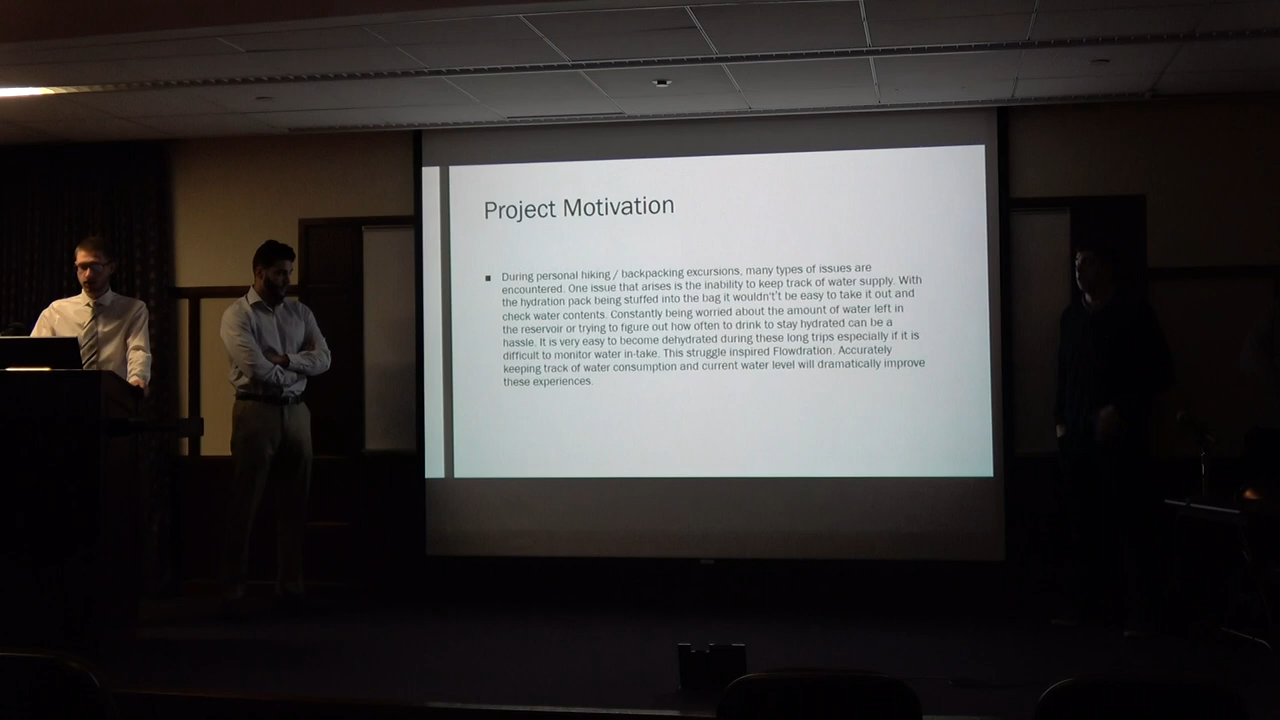 Project Motivation
During personal hiking / backpacking excursions, many types of issues are
encountered. One issue that arises is the inability to keep track of water supply. With
the hydration pack being stuffed into the bag it wouldn't't be easy to take it out and
check water contents. Constantly being worried about the amount of water left in
the reservoir or trying to figure out how often to drink to stay hydrated can be a
hassle. It is very easy to become dehydrated during these long trips especially if it is
difficult to monitor water in-take. This struggle inspired Flowdration. Accurately
keeping track of water consumption and current water level will dramatically improve
these experiences.